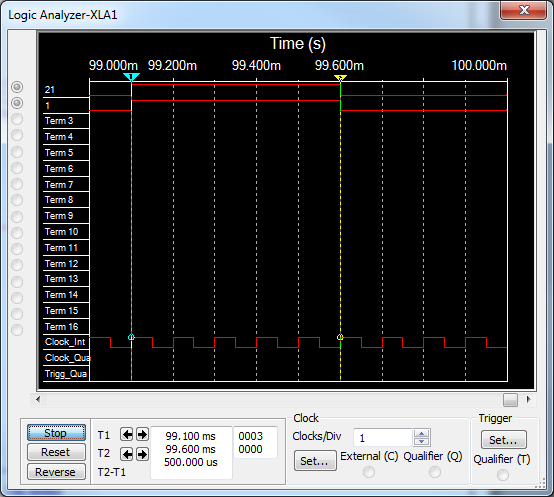 Logic Analyzer-XLA1
Time (s)
99.000m 99.200m 99.400m 99.600m 100.000m
1 2
21
1
Term 3
Term 4
Term 5
Term 6
Term 7
Term 8
Term 9
Term 10
Term 11
Term 12
Term 13
Term 14
Term 15
Term 16
Clock_Int
Clock_Qua
Trigg_Qua
Stop
Reset
Reverse
T1 99.100 ms 0003
T2 99.600 ms 0000
T2-T1 500.000 us
Clock
Clocks/Div 1
Set...
External (C) Qualifier (Q)
Trigger
Set...
Qualifier (T)